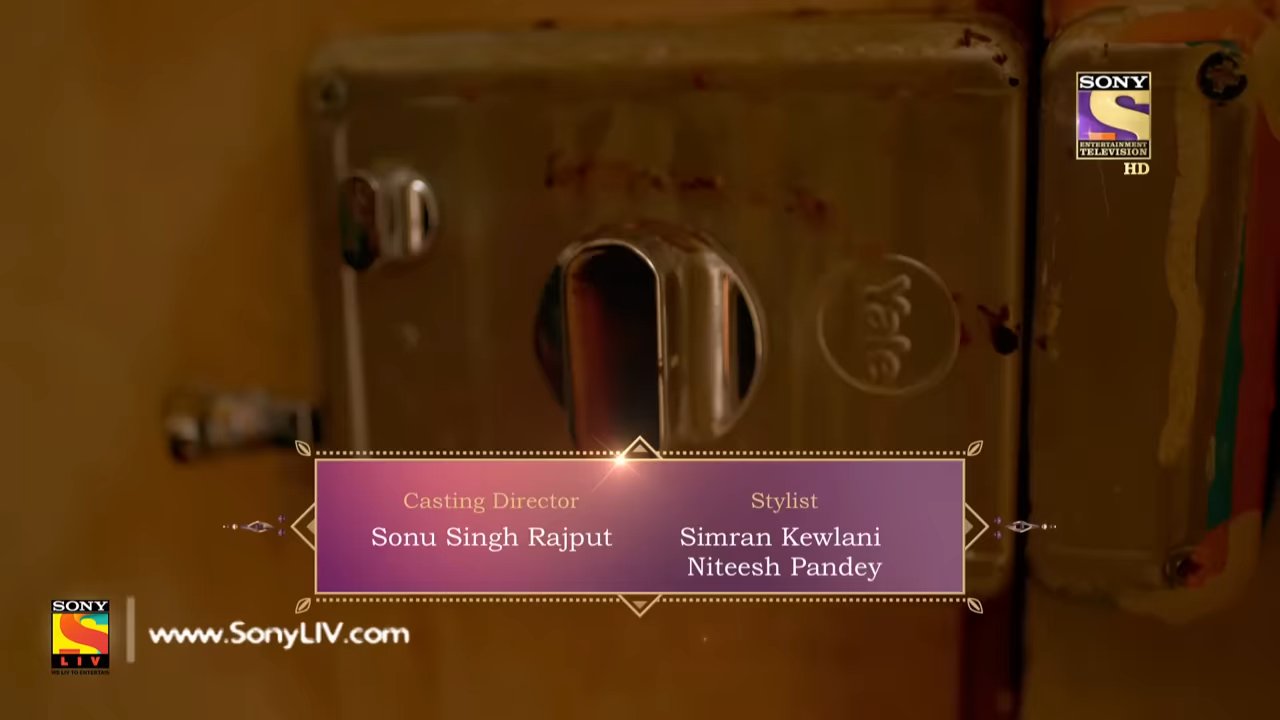 SONY
ENTERTAINMENT
TELEVISION
HD
Yale
Casting Director
Sonu Singh Rajput
Stylist
Simran Kewlani
Niteesh Pandey
SONY
LIV
www.SonyLIV.com